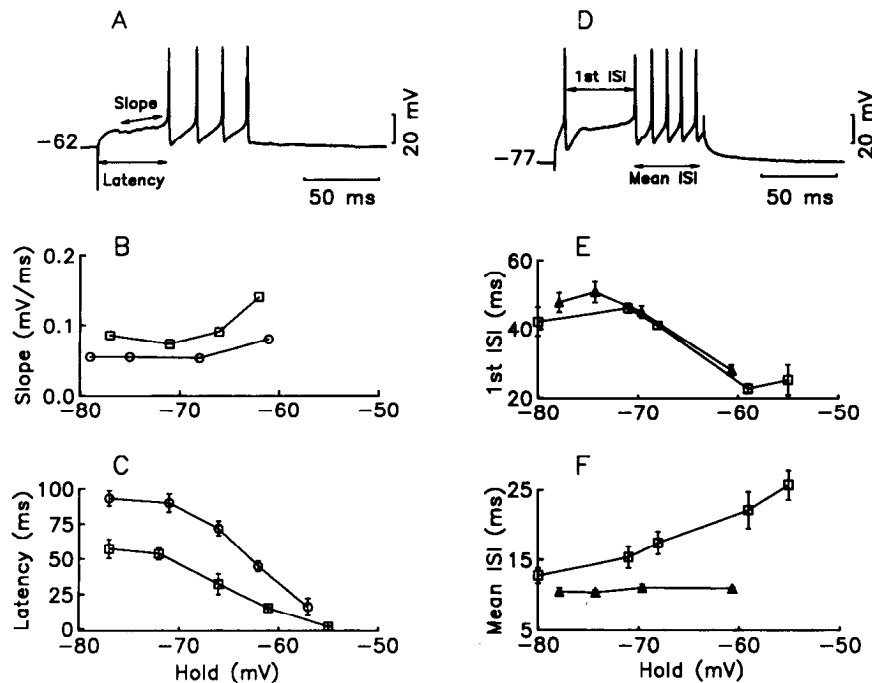 A
Slope
−62
Latency
20 mV
50 ms
D
1st ISI
−77
Mean ISI
20 mV
50 ms
B
Slope (mV/ms)
0.2
0.1
0.0
−80
−70
−60
−50
E
1st ISI (ms)
60
40
20
−80
−70
−60
−50
C
Latency (ms)
100
75
50
25
0
−80
−70
−60
−50
Hold (mV)
F
Mean ISI (ms)
25
15
5
−80
−70
−60
−50
Hold (mV)